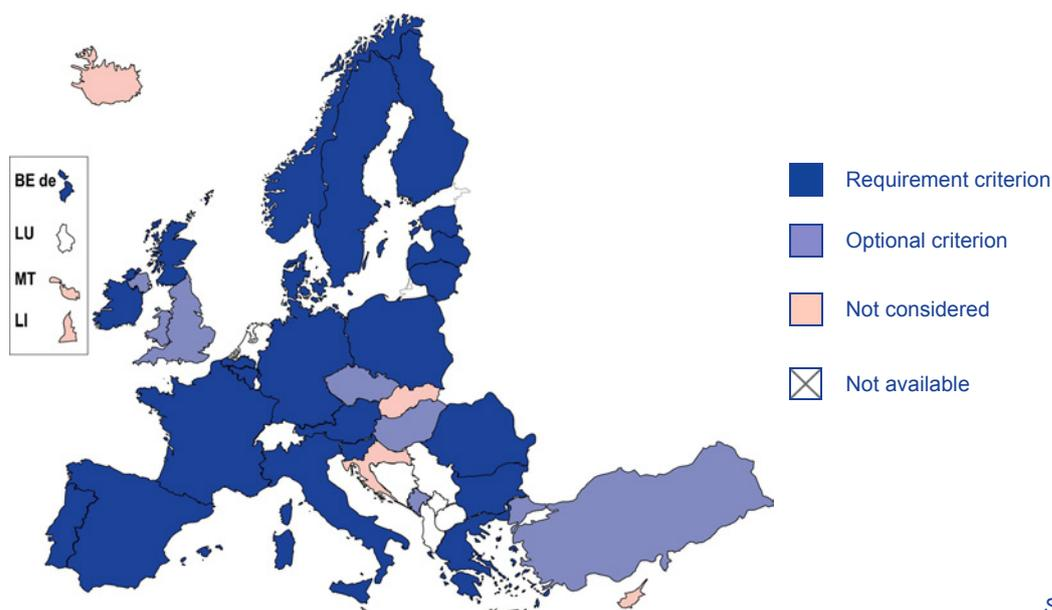 BE de
LU
MT
LI
Requirement criterion
Optional criterion
Not considered
Not available